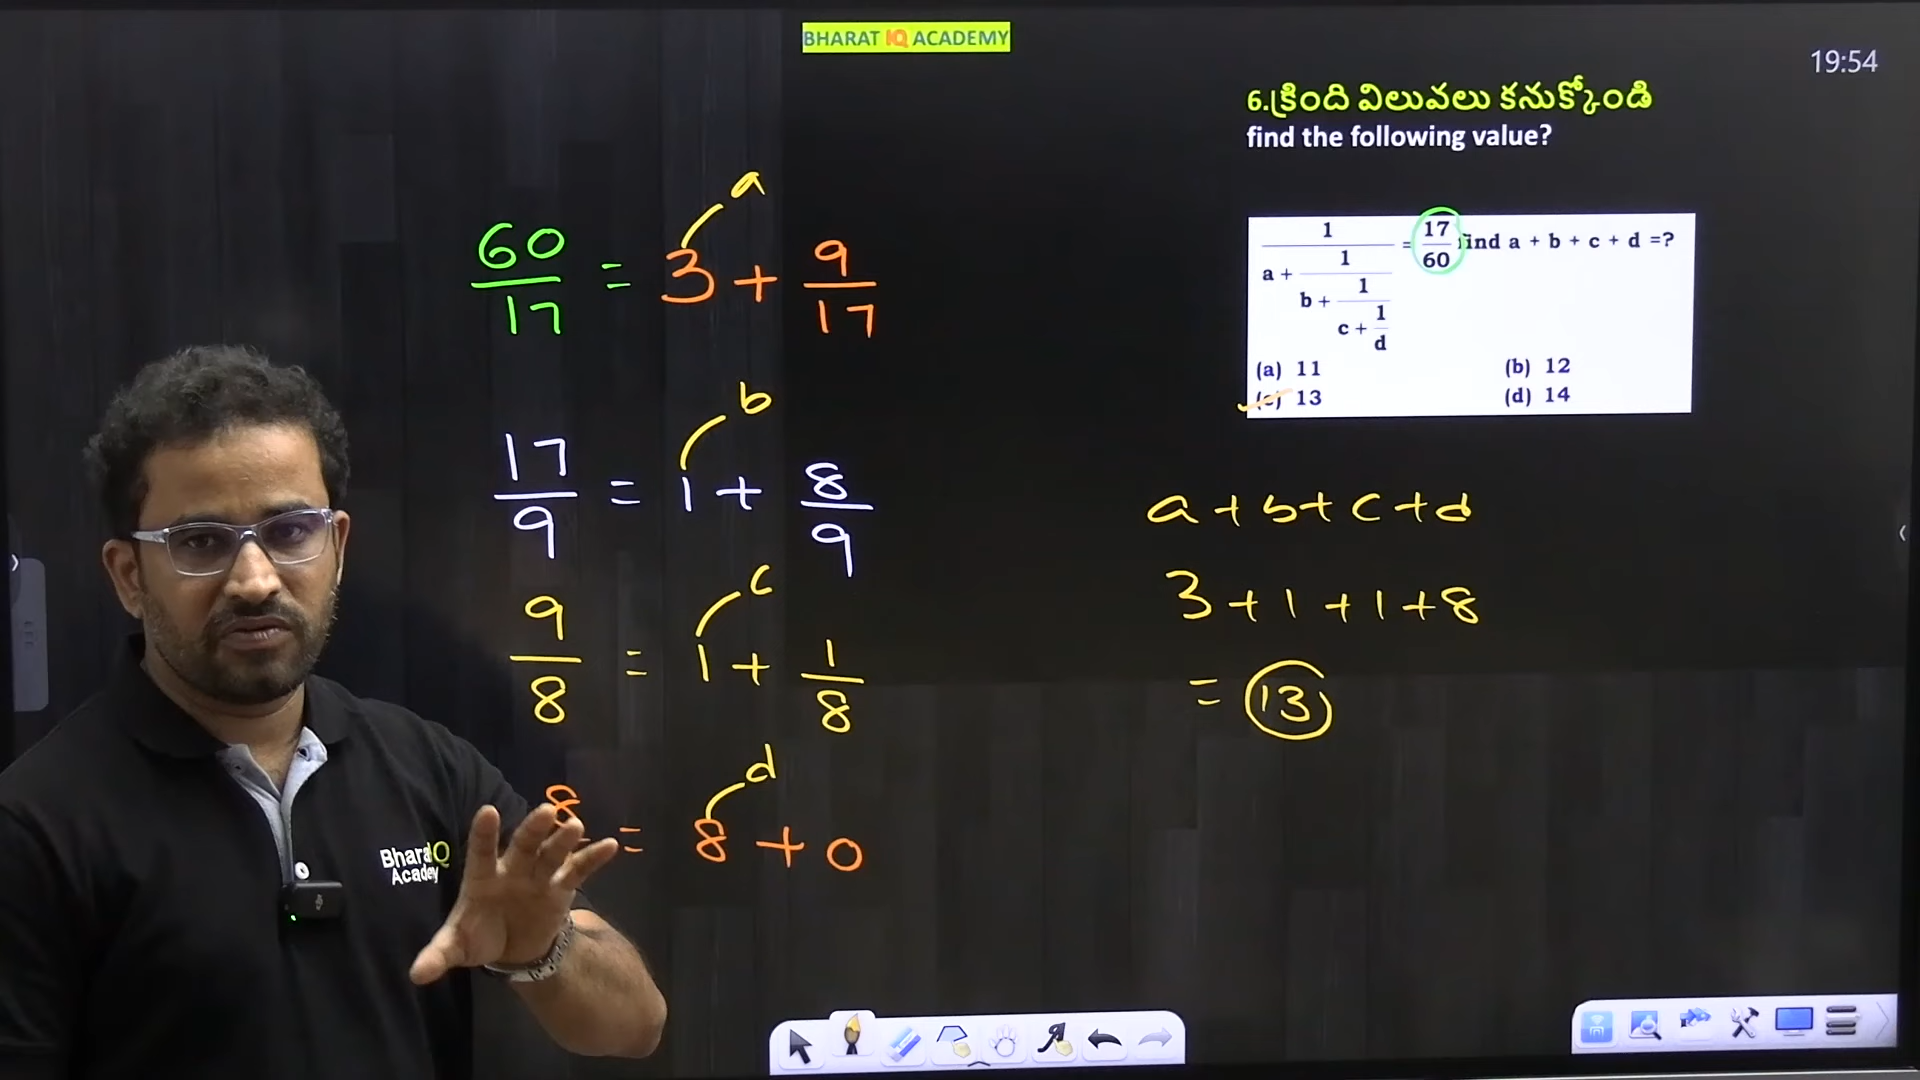 BHARAT IQ ACADEMY
19:54
6.క్రింది విలువలు కనుక్కోండి
find the following value?
1 / (a + 1 / (b + 1 / (c + 1/d))) = 17/60 find a + b + c + d =?
(a) 11 (b) 12
(c) 13 (d) 14
60/17 = 3 + 9/17
a
17/9 = 1 + 8/9
b
9/8 = 1 + 1/8
c
8 = 8 + 0
d
a + b + c + d
3 + 1 + 1 + 8
= 13
Bharat IQ
Academy